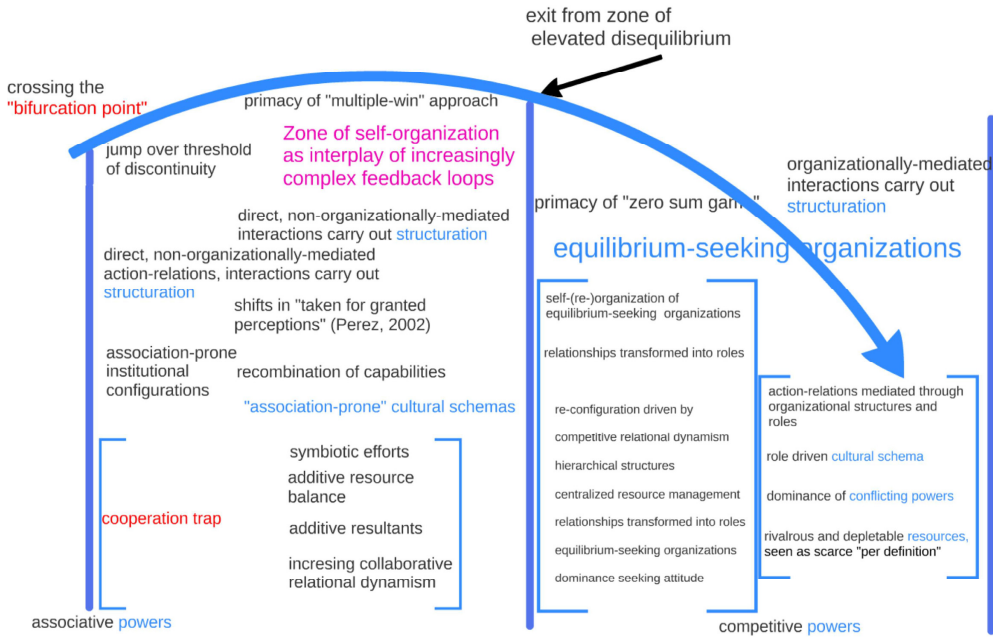 exit from zone of
elevated disequilibrium
crossing the
"bifurcation point"
primacy of "multiple-win" approach
Zone of self-organization
as interplay of increasingly
complex feedback loops
jump over threshold
of discontinuity
direct, non-organizationally-mediated
interactions carry out structuration
direct, non-organizationally-mediated
action-relations, interactions carry out
structuration
shifts in "taken for granted
perceptions" (Perez, 2002)
association-prone
institutional
configurations
recombination of capabilities
"association-prone" cultural schemas
symbiotic efforts
additive resource
balance
cooperation trap
additive resultants
incresing collaborative
relational dynamism
associative powers
organizationally-mediated
interactions carry out
structuration
primacy of "zero sum game"
equilibrium-seeking organizations
self-(re-)organization of
equilibrium-seeking organizations
relationships transformed into roles
re-configuration driven by
competitive relational dynamism
hierarchical structures
centralized resource management
relationships transformed into roles
equilibrium-seeking organizations
dominance seeking attitude
action-relations mediated through
organizational structures and
roles
role driven cultural schema
dominance of conflicting powers
rivalrous and depletable resources,
seen as scarce "per definition"
competitive powers